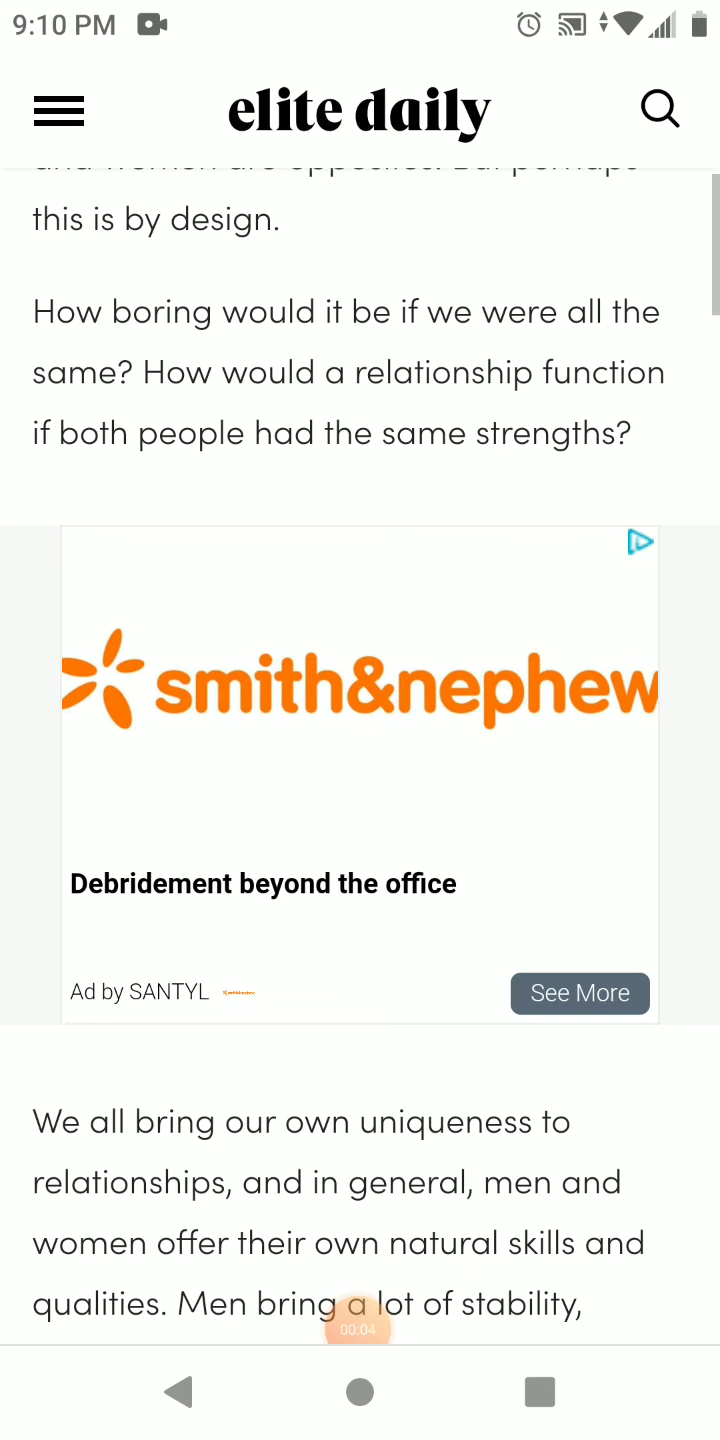 9:10 PM
elite daily
this is by design.
How boring would it be if we were all the
same? How would a relationship function
if both people had the same strengths?
smith&nephew
Debridement beyond the office
Ad by SANTYL
See More
We all bring our own uniqueness to
relationships, and in general, men and
women offer their own natural skills and
qualities. Men bring a lot of stability,
00:04